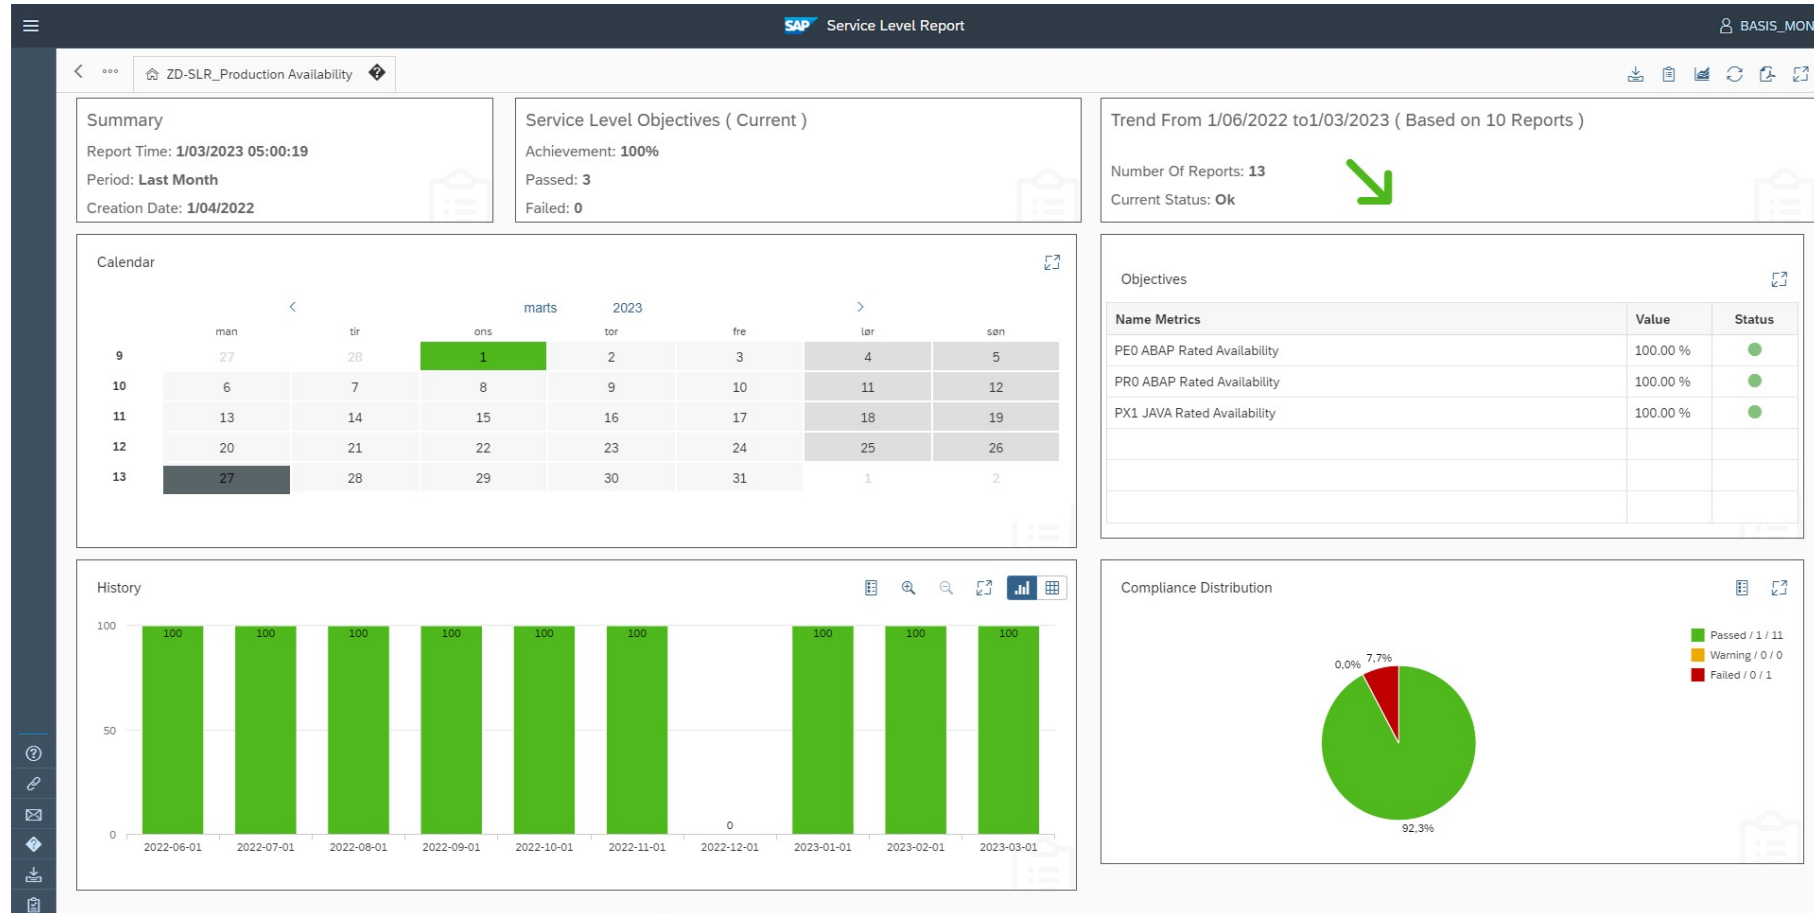 SAP Service Level Report
BASIS_MON
ZD-SLR_Production Availability
Summary
Report Time: 1/03/2023 05:00:19
Period: Last Month
Creation Date: 1/04/2022
Service Level Objectives ( Current )
Achievement: 100%
Passed: 3
Failed: 0
Trend From 1/06/2022 to1/03/2023 ( Based on 10 Reports )
Number Of Reports: 13
Current Status: Ok
Calendar
marts 2023
man tir ons tor fre lør søn
9 27 28 1 2 3 4 5
10 6 7 8 9 10 11 12
11 13 14 15 16 17 18 19
12 20 21 22 23 24 25 26
13 27 28 29 30 31 1 2
Objectives
Name Metrics Value Status
PE0 ABAP Rated Availability 100.00 %
PR0 ABAP Rated Availability 100.00 %
PX1 JAVA Rated Availability 100.00 %
History
100
100 100 100 100 100 100 100 100 100
50
0
0
2022-06-01 2022-07-01 2022-08-01 2022-09-01 2022-10-01 2022-11-01 2022-12-01 2023-01-01 2023-02-01 2023-03-01
Compliance Distribution
Passed / 1 / 11
Warning / 0 / 0
Failed / 0 / 1
0,0% 7,7%
92,3%